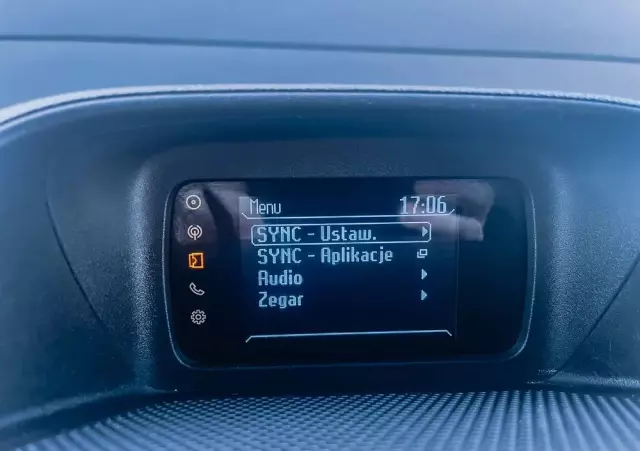 Menu 17:06
SYNC - Ustaw.
SYNC - Aplikacje
Audio
Zegar